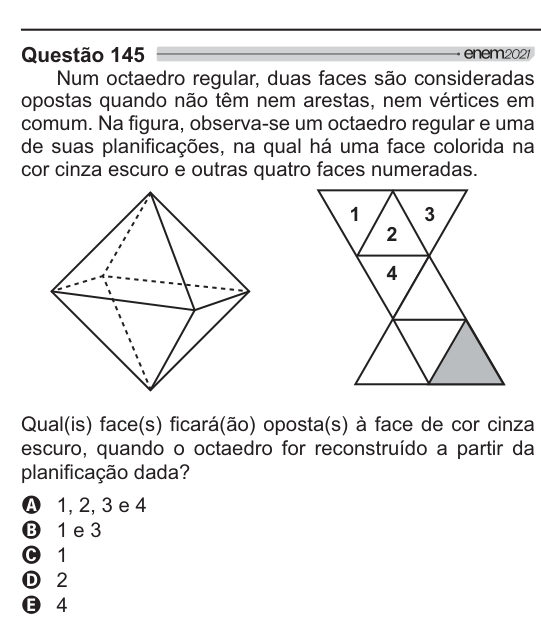 Questão 145 enem2021
Num octaedro regular, duas faces são consideradas
opostas quando não têm nem arestas, nem vértices em
comum. Na figura, observa-se um octaedro regular e uma
de suas planificações, na qual há uma face colorida na
cor cinza escuro e outras quatro faces numeradas.
1 3
2
4
Qual(is) face(s) ficará(ão) oposta(s) à face de cor cinza
escuro, quando o octaedro for reconstruído a partir da
planificação dada?
A 1, 2, 3 e 4
B 1 e 3
C 1
D 2
E 4